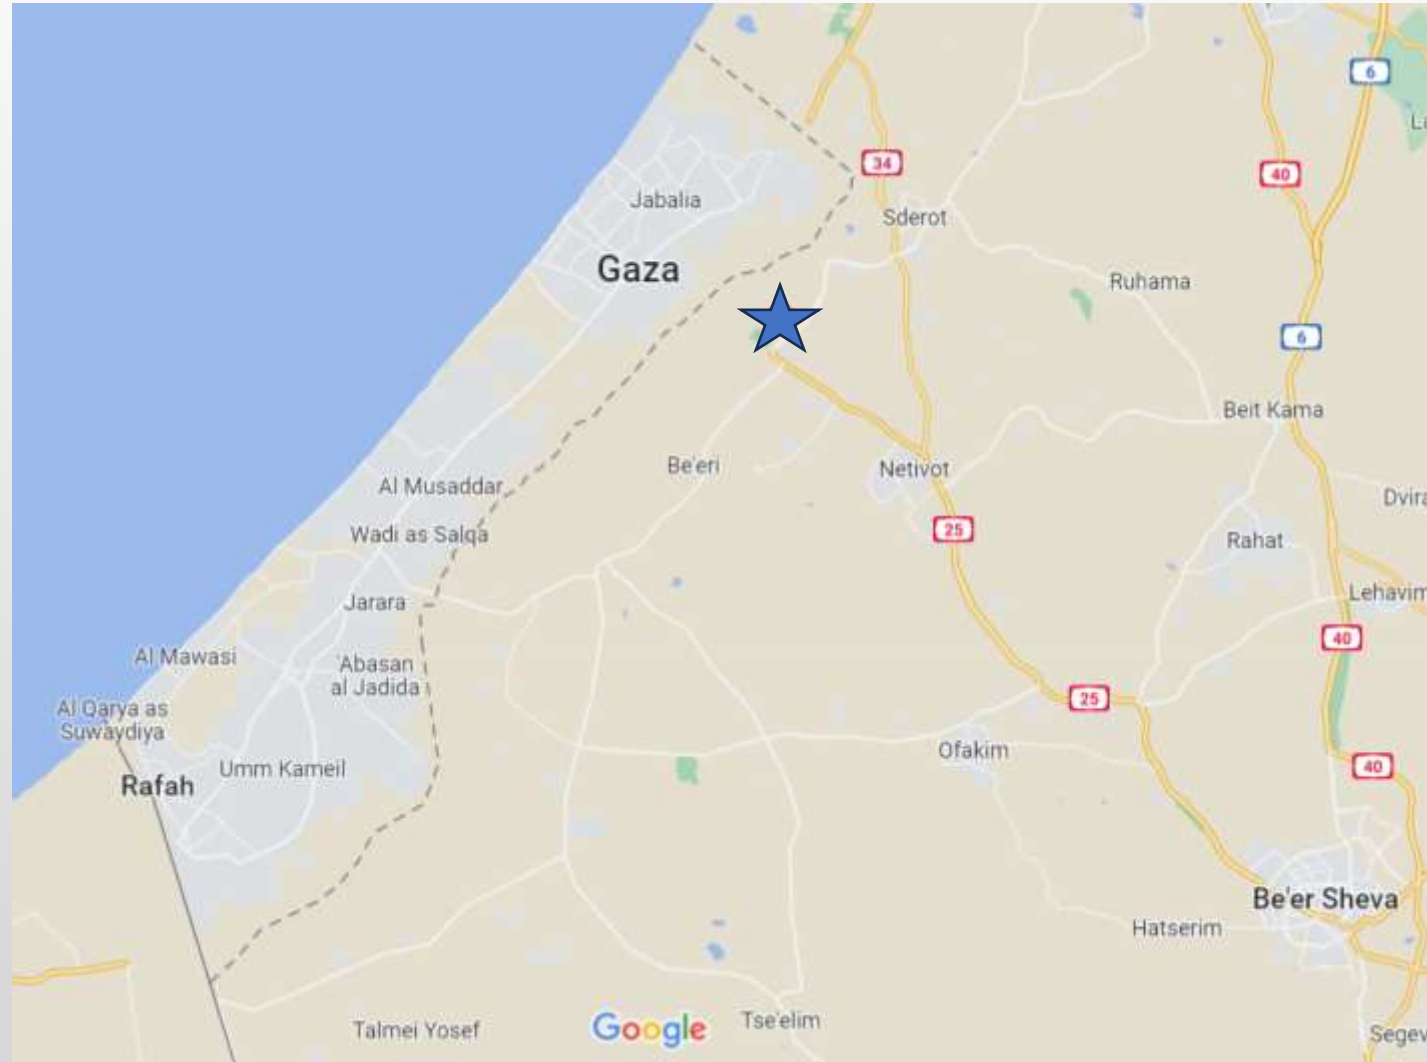 6
La
34
40
Jabalia
Sderot
Gaza
Ruhama
6
Beit Kama
Be'eri
Netivot
Al Musaddar
Dvira
25
Wadi as Salqa
Rahat
Jarara
Lehavim
40
Al Mawasi
'Abasan
al Jadida
25
Al Qarya as
Suwaydiya
Ofakim
40
Umm Kameil
Rafah
Be'er Sheva
Hatserim
Talmei Yosef
Google
Tse'elim
Segev